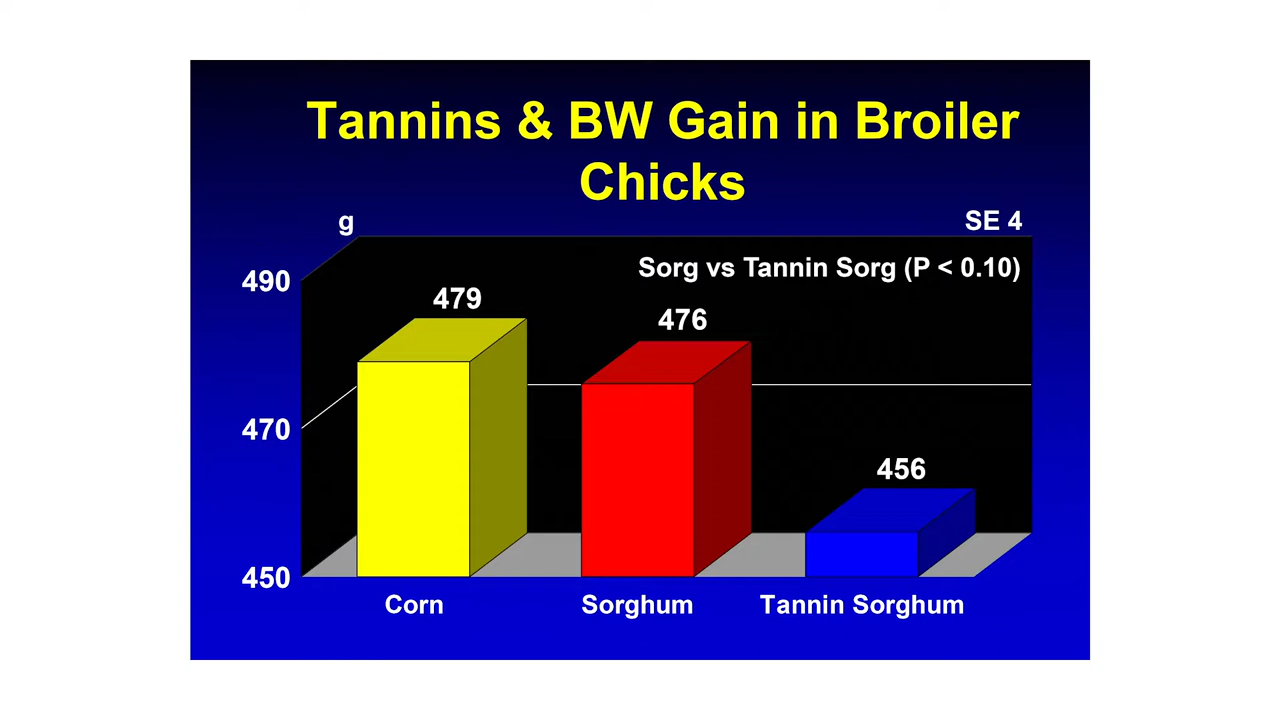 Tannins & BW Gain in Broiler
Chicks
g
SE 4
Sorg vs Tannin Sorg (P < 0.10)
490
479
476
470
456
450
Corn
Sorghum
Tannin Sorghum